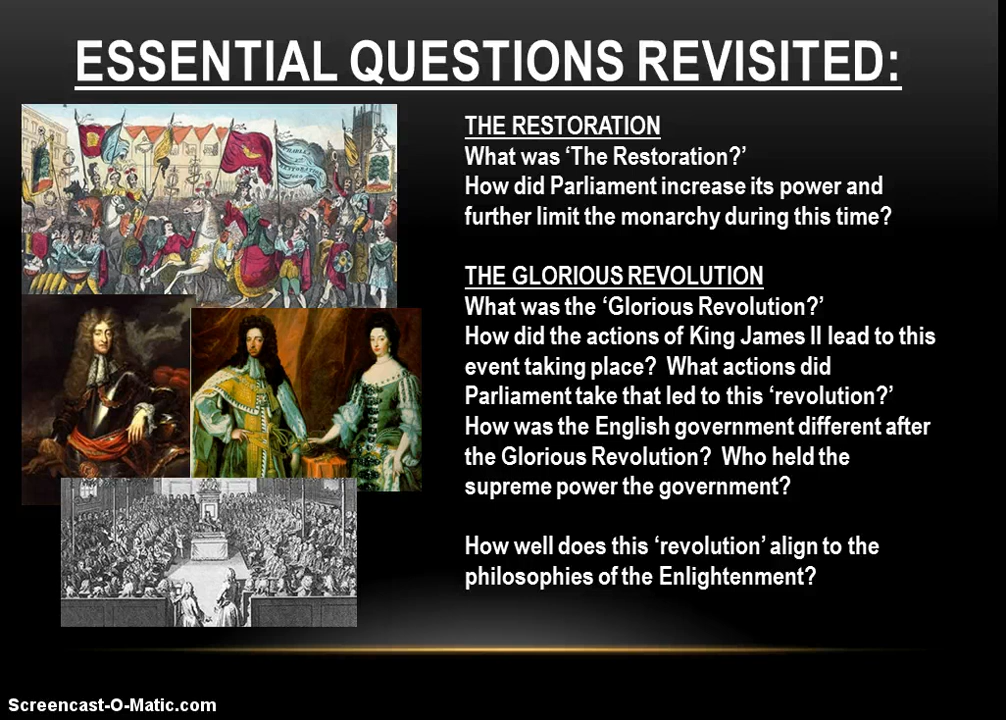 ESSENTIAL QUESTIONS REVISITED:
THE RESTORATION
What was ‘The Restoration?’
How did Parliament increase its power and
further limit the monarchy during this time?
THE GLORIOUS REVOLUTION
What was the ‘Glorious Revolution?’
How did the actions of King James II lead to this
event taking place?  What actions did
Parliament take that led to this ‘revolution?’
How was the English government different after
the Glorious Revolution?  Who held the
supreme power the government?
How well does this ‘revolution’ align to the
philosophies of the Enlightenment?
Screencast-O-Matic.com